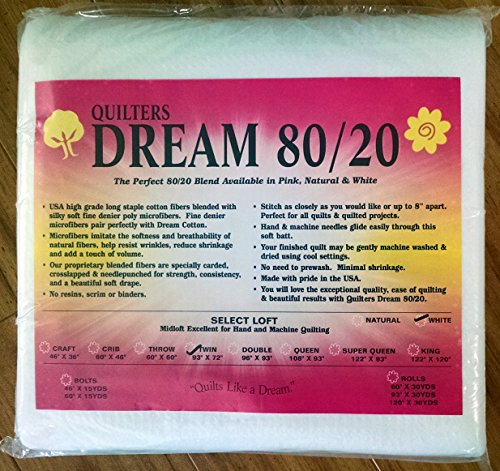 QUILTERS
DREAM 80/20
The Perfect 80/20 Blend Available in Pink, Natural & White
• USA high grade long staple cotton fibers blended with
silky soft fine denier poly microfibers. Fine denier
microfibers pair perfectly with Dream Cotton.
• Microfibers imitate the softness and breathability of
natural fibers, help resist wrinkles, reduce shrinkage
and add a touch of volume.
• Our proprietary blended fibers are specially carded,
crosslapped & needlepunched for strength, consistency,
and a beautiful soft drape.
• No resins, scrim or binders.
• Stitch as closely as you would like or up to 8" apart.
Perfect for all quilts & quilted projects.
• Hand & machine needles glide easily through this
soft batt.
• Your finished quilt may be gently machine washed &
dried using cool settings.
• No need to prewash. Minimal shrinkage.
• Made with pride in the USA.
• You will love the exceptional quality, ease of quilting
& beautiful results with Quilters Dream 80/20.
SELECT LOFT
Midloft Excellent for Hand and Machine Quilting
NATURAL WHITE
CRAFT CRIB THROW TWIN DOUBLE QUEEN SUPER QUEEN KING
46" X 36" 60" X 46" 60" X 60" 93" X 72" 96" X 93" 108" X 93" 122" X 93" 122" X 120"
BOLTS
46" X 15YDS
60" X 15YDS
"Quilts Like a Dream."
ROLLS
60" X 30YDS
93" X 30YDS
120" X 30YDS